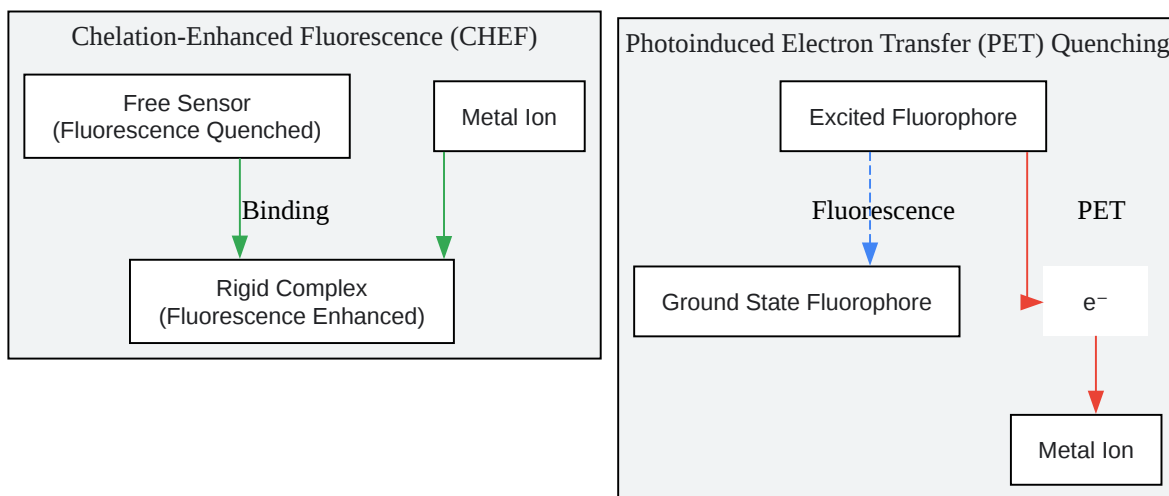 Chelation-Enhanced Fluorescence (CHEF)
Free Sensor
(Fluorescence Quenched)
Metal Ion
Binding
Rigid Complex
(Fluorescence Enhanced)
Photoinduced Electron Transfer (PET) Quenching
Excited Fluorophore
Fluorescence
PET
Ground State Fluorophore
e⁻
Metal Ion